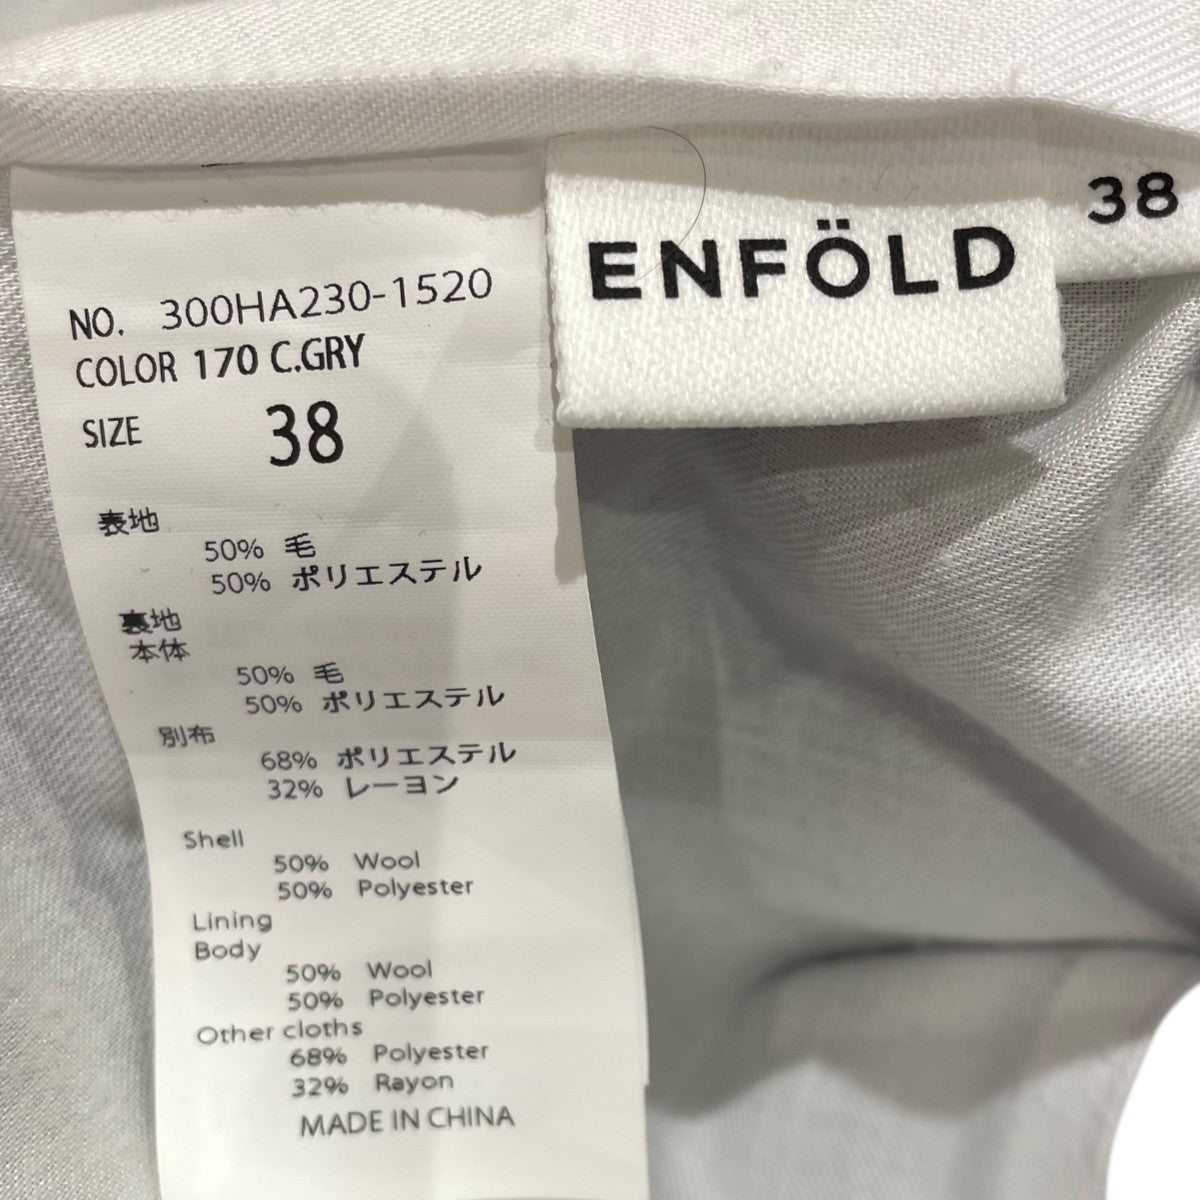 ENFÖLD
38
NO. 300HA230-1520
COLOR 170 C.GRY
SIZE 38
表地
50% 毛
50% ポリエステル
裏地
本体
50% 毛
50% ポリエステル
別布
68% ポリエステル
32% レーヨン
Shell
50% Wool
50% Polyester
Lining
Body
50% Wool
50% Polyester
Other cloths
68% Polyester
32% Rayon
MADE IN CHINA